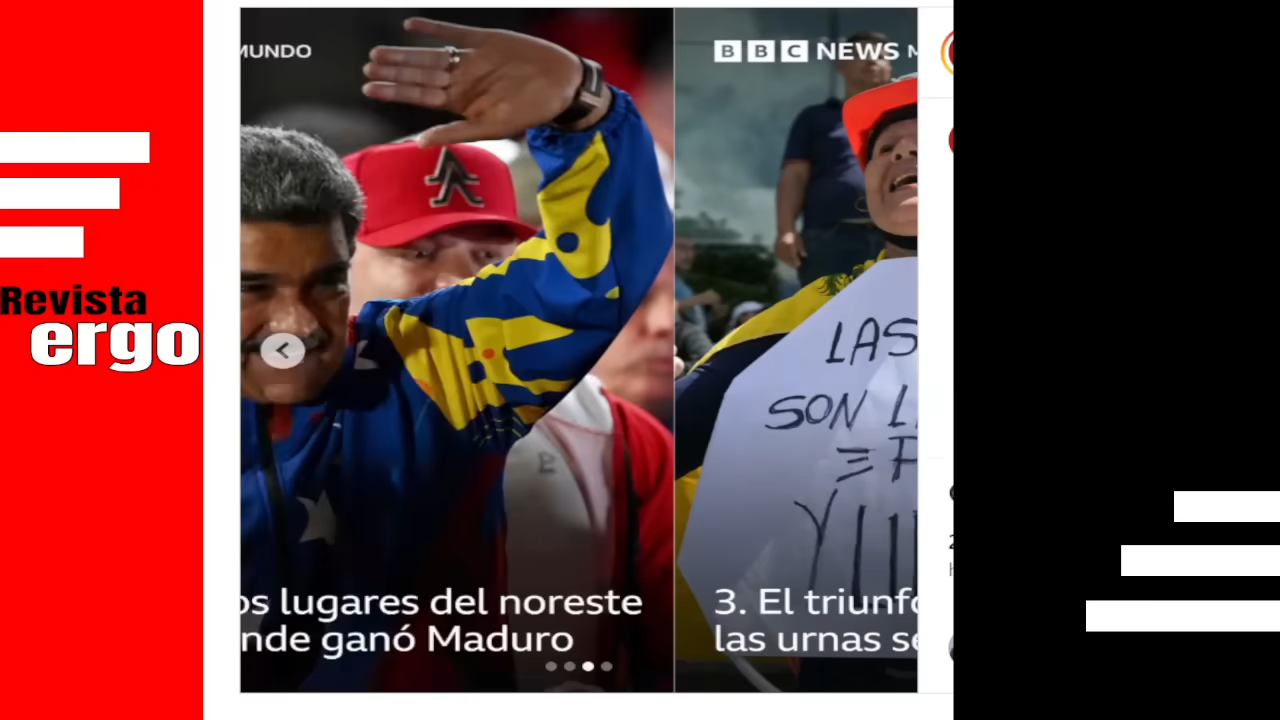 Revista
ergo
MUNDO
os lugares del noreste
nde ganó Maduro
BBC NEWS M
LAS
SON L
3. El triunfo
las urnas se